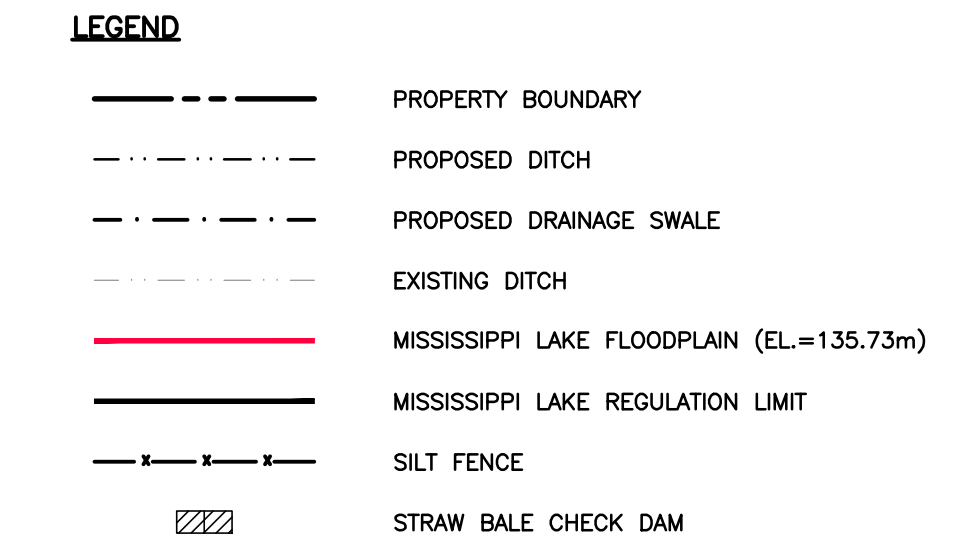 LEGEND
PROPERTY BOUNDARY
PROPOSED DITCH
PROPOSED DRAINAGE SWALE
EXISTING DITCH
MISSISSIPPI LAKE FLOODPLAIN (EL.=135.73m)
MISSISSIPPI LAKE REGULATION LIMIT
SILT FENCE
STRAW BALE CHECK DAM